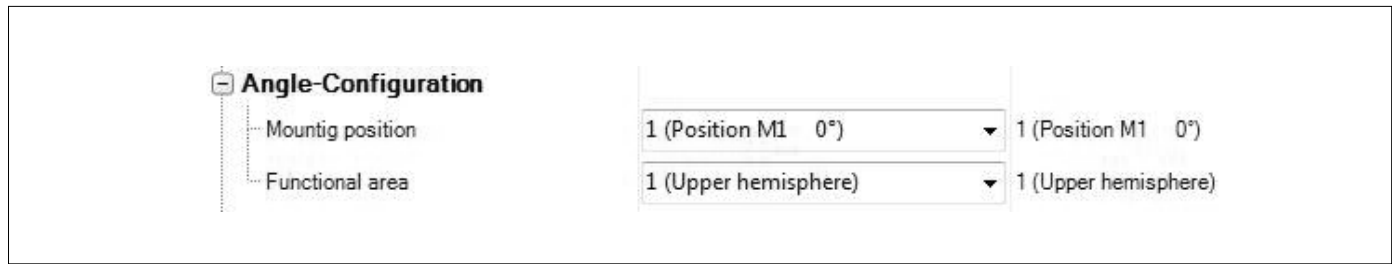 Angle-Configuration
Mountig position 1 (Position M1 0°) 1 (Position M1 0°)
Functional area 1 (Upper hemisphere) 1 (Upper hemisphere)